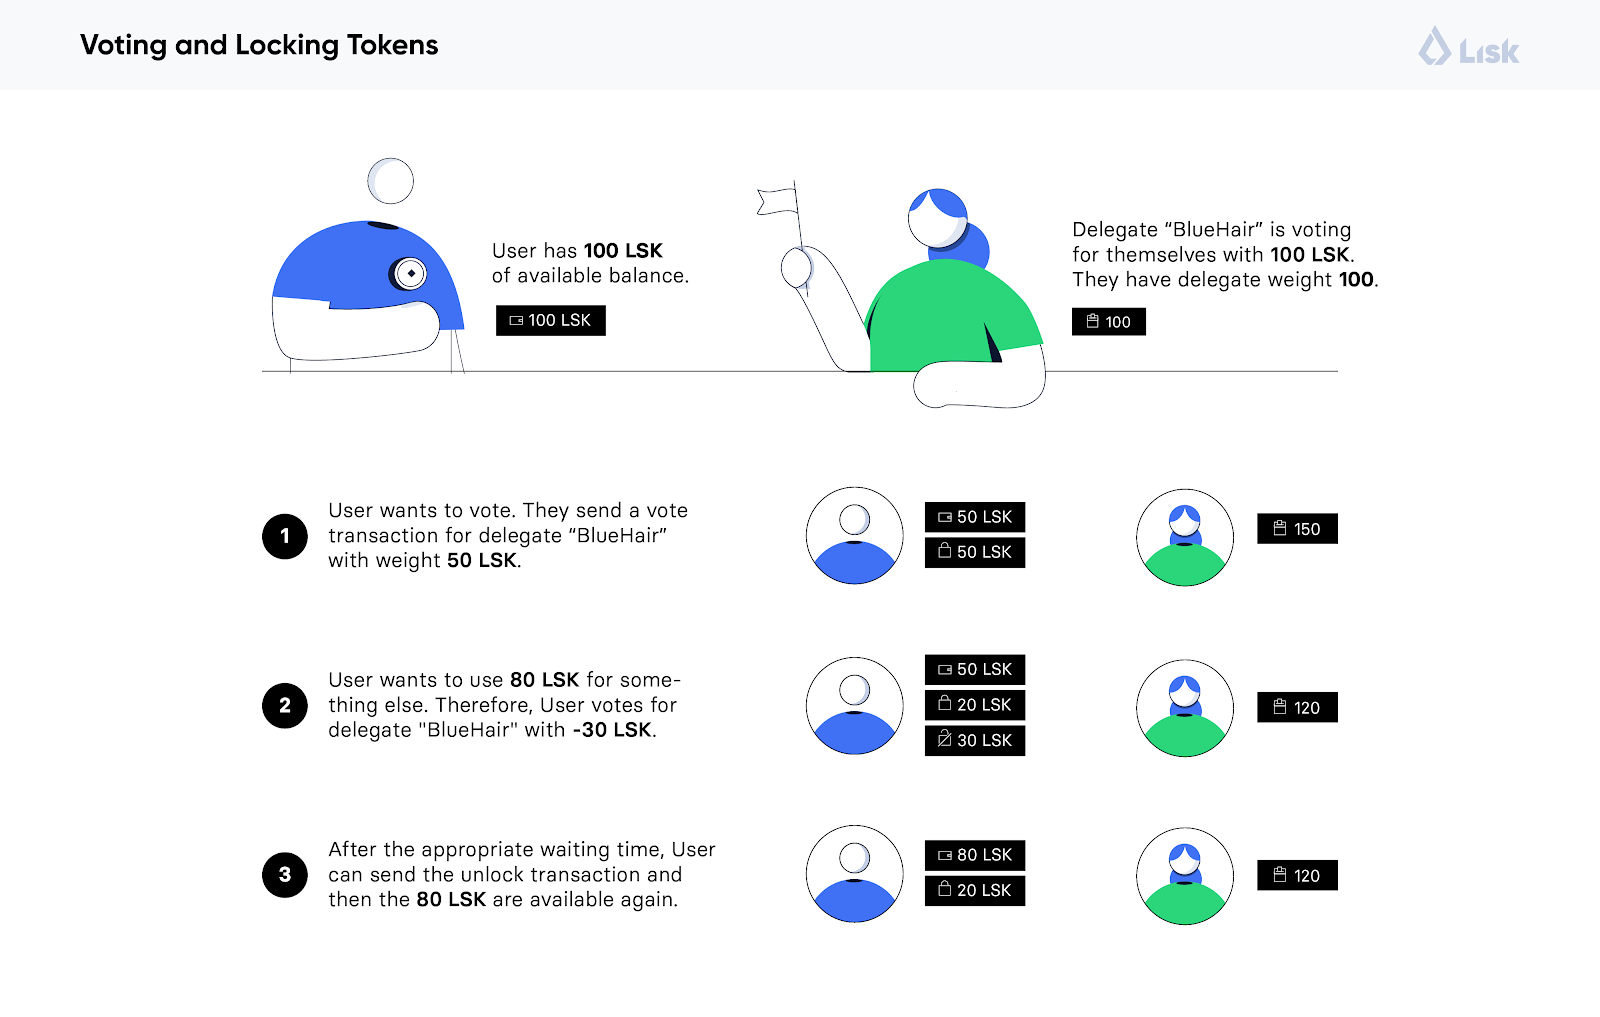 Voting and Locking Tokens
Lisk
User has 100 LSK
of available balance.
100 LSK
Delegate “BlueHair” is voting
for themselves with 100 LSK.
They have delegate weight 100.
100
1
User wants to vote. They send a vote
transaction for delegate “BlueHair”
with weight 50 LSK.
50 LSK
50 LSK
150
2
User wants to use 80 LSK for some-
thing else. Therefore, User votes for
delegate "BlueHair" with -30 LSK.
50 LSK
20 LSK
30 LSK
120
3
After the appropriate waiting time, User
can send the unlock transaction and
then the 80 LSK are available again.
80 LSK
20 LSK
120